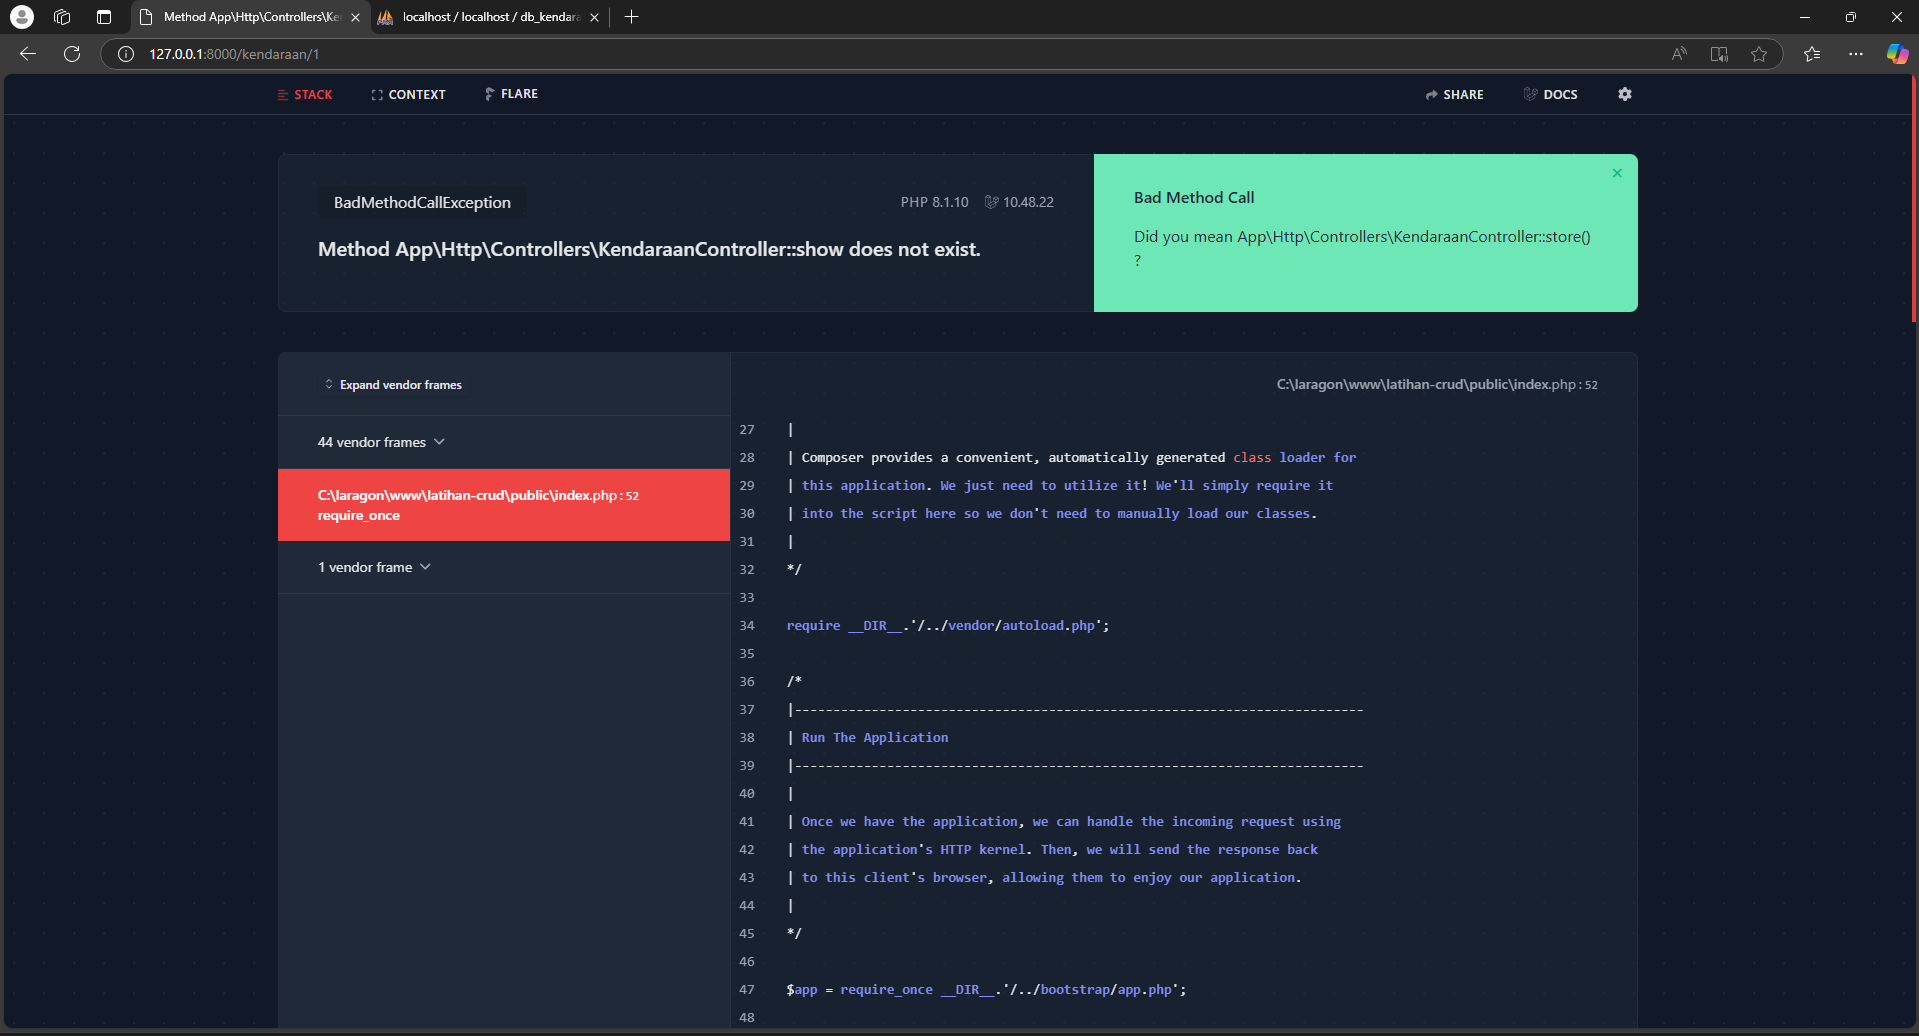 Method App\Http\Controllers\Ke
localhost / localhost / db_kendara
127.0.0.1:8000/kendaraan/1
STACK
CONTEXT
FLARE
SHARE
DOCS
BadMethodCallException
PHP 8.1.10
10.48.22
Method App\Http\Controllers\KendaraanController::show does not exist.
Bad Method Call
Did you mean App\Http\Controllers\KendaraanController::store()
?
Expand vendor frames
44 vendor frames
C:\laragon\www\latihan-crud\public\index.php : 52
require_once
1 vendor frame
C:\laragon\www\latihan-crud\public\index.php : 52
27 |
28 | Composer provides a convenient, automatically generated class loader for
29 | this application. We just need to utilize it! We'll simply require it
30 | into the script here so we don't need to manually load our classes.
31 |
32 */
33
34 require __DIR__.'/../vendor/autoload.php';
35
36 /*
37 |--------------------------------------------------------------------------
38 | Run The Application
39 |--------------------------------------------------------------------------
40 |
41 | Once we have the application, we can handle the incoming request using
42 | the application's HTTP kernel. Then, we will send the response back
43 | to this client's browser, allowing them to enjoy our application.
44 |
45 */
46
47 $app = require_once __DIR__.'/../bootstrap/app.php';
48